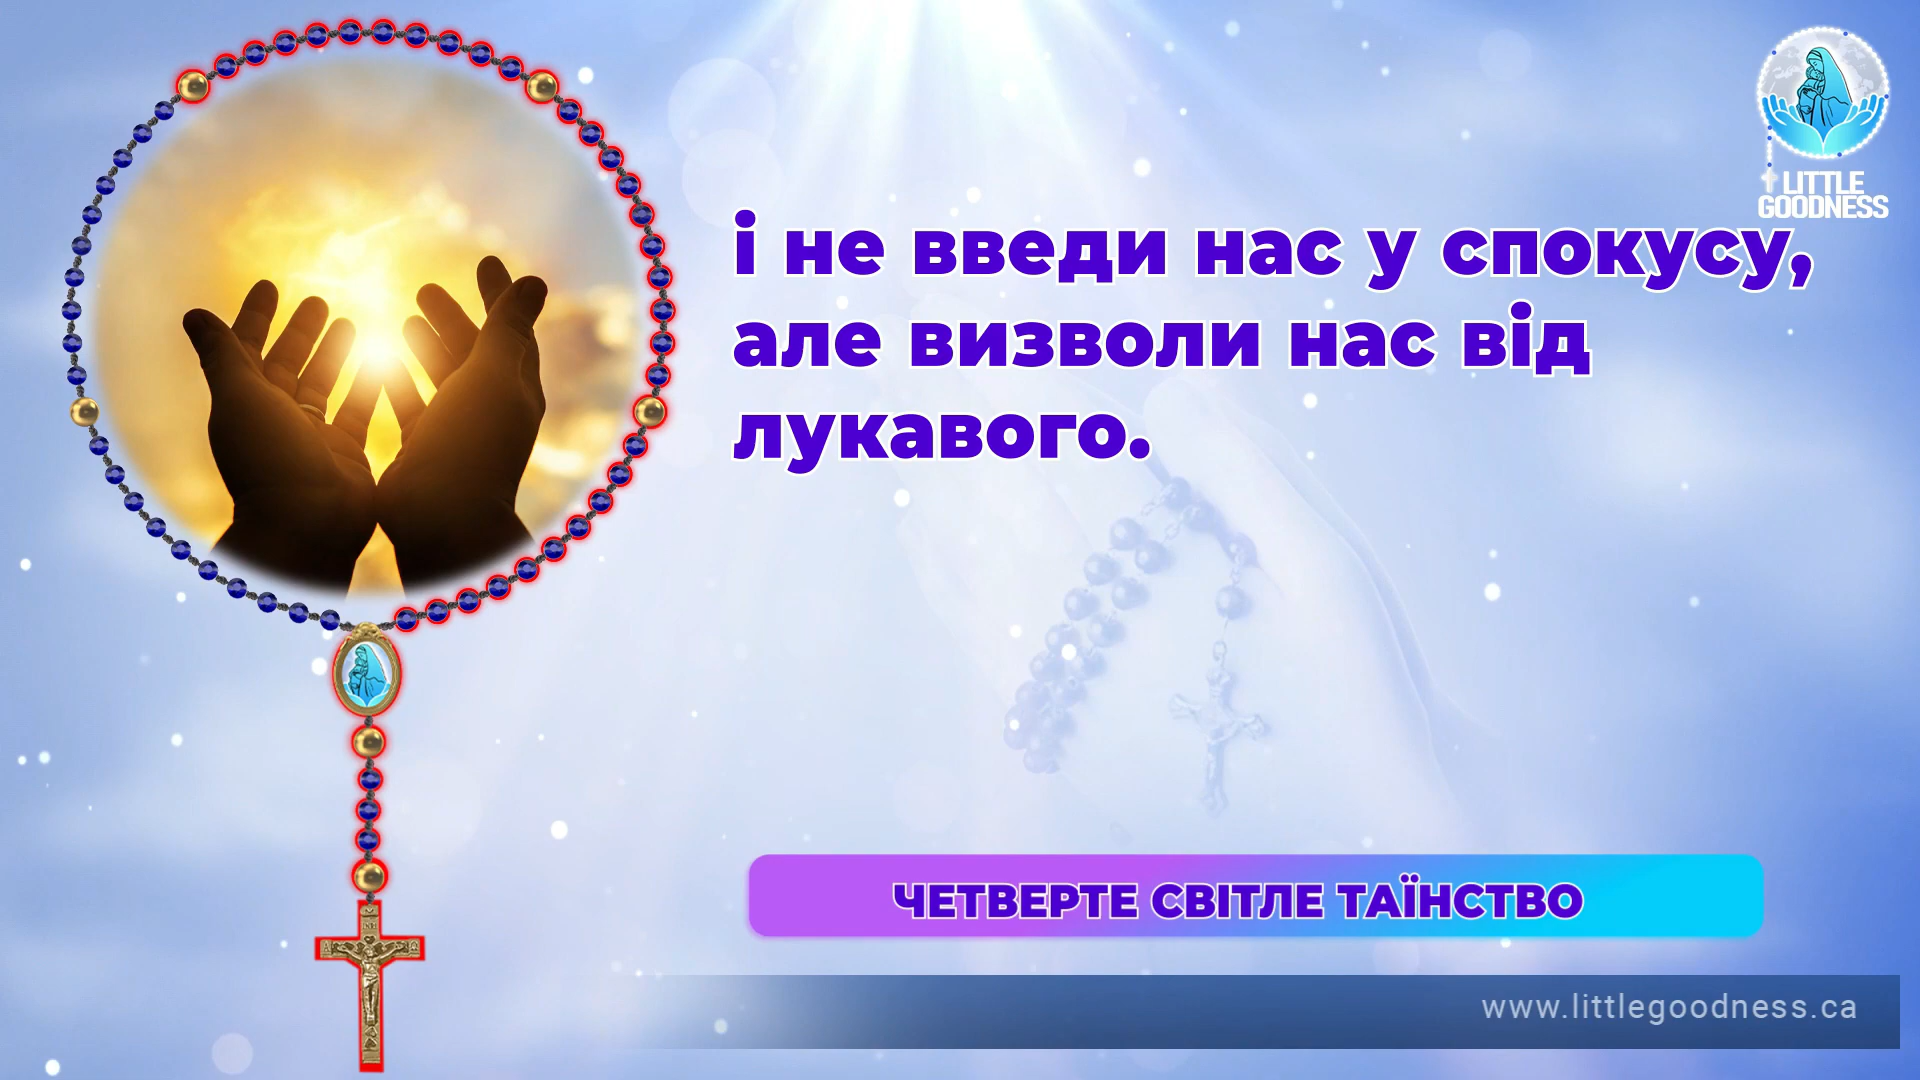 LITTLE
GOODNESS
і не введи нас у спокусу,
але визволи нас від
лукавого.
ЧЕТВЕРТЕ СВІТЛЕ ТАЇНСТВО
www.littlegoodness.ca